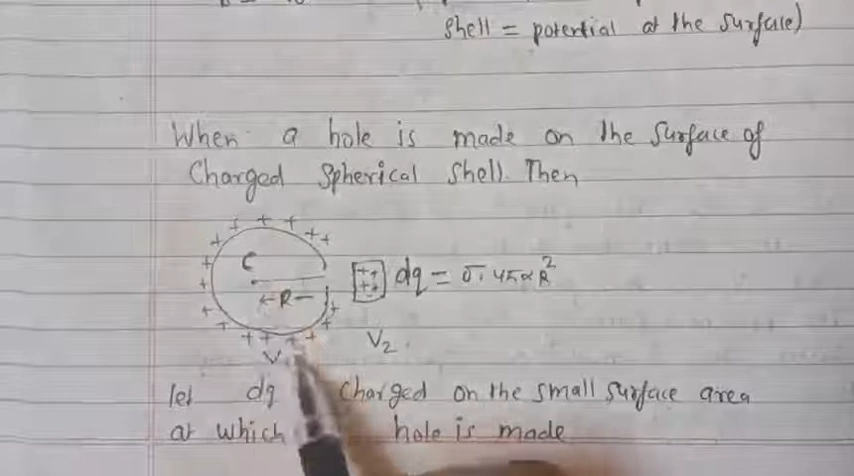 shell = potential at the surface)
When a hole is made on the surface of
Charged Spherical Shell. Then
C
R
dq = σ.4παR²
V
V₂
let dq charged on the small surface area
at which hole is made